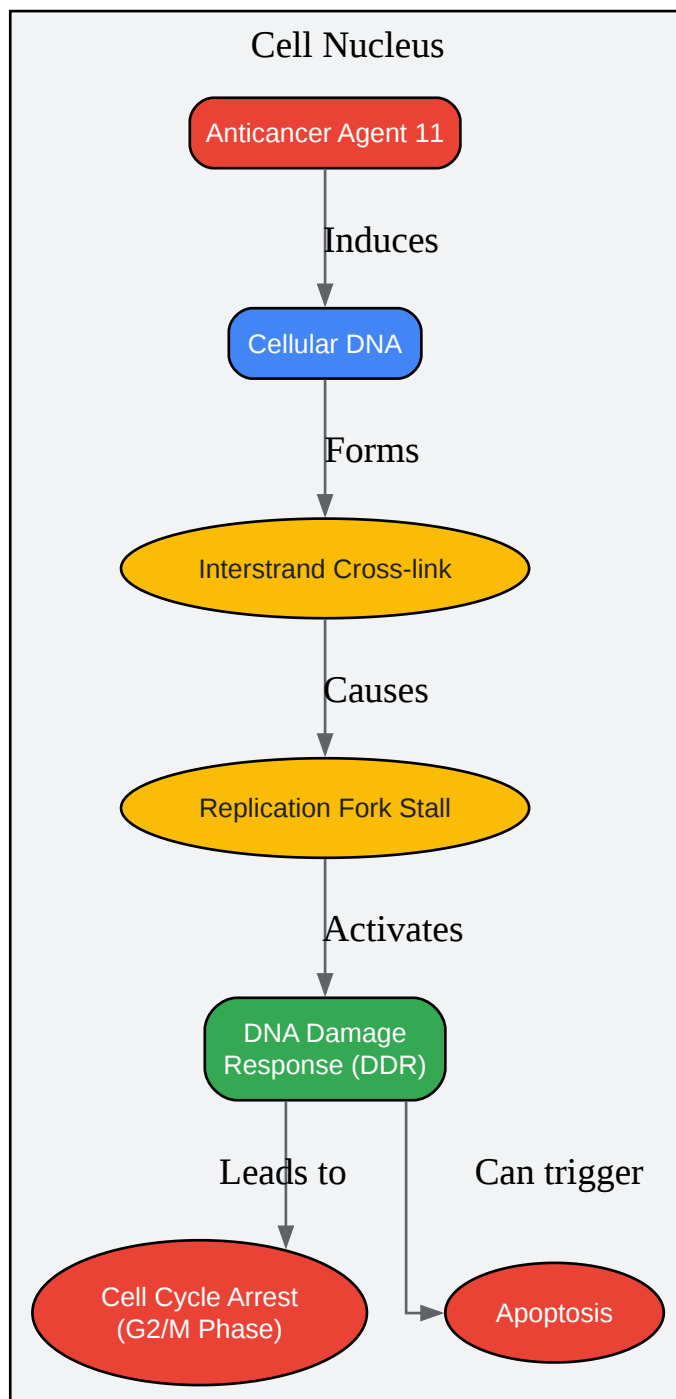 Cell Nucleus
Anticancer Agent 11
Induces
Cellular DNA
Forms
Interstrand Cross-link
Causes
Replication Fork Stall
Activates
DNA Damage
Response (DDR)
Leads to
Can trigger
Cell Cycle Arrest
(G2/M Phase)
Apoptosis